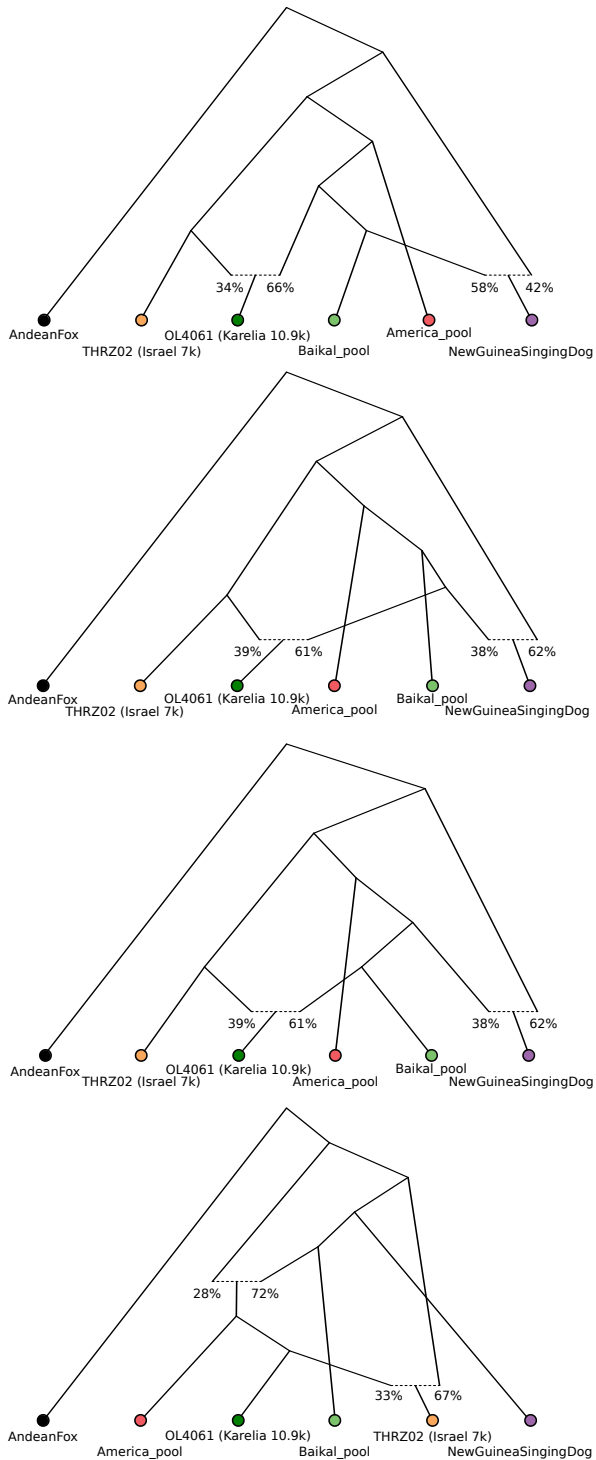 34% 66% 58% 42%
AndeanFox OL4061 (Karelia 10.9k) America_pool
THRZ02 (Israel 7k) Baikal_pool NewGuineaSingingDog
39% 61% 38% 62%
AndeanFox OL4061 (Karelia 10.9k) Baikal_pool
THRZ02 (Israel 7k) America_pool NewGuineaSingingDog
39% 61% 38% 62%
AndeanFox OL4061 (Karelia 10.9k) Baikal_pool
THRZ02 (Israel 7k) America_pool NewGuineaSingingDog
28% 72%
33% 67%
AndeanFox OL4061 (Karelia 10.9k) THRZ02 (Israel 7k)
America_pool Baikal_pool NewGuineaSingingDog